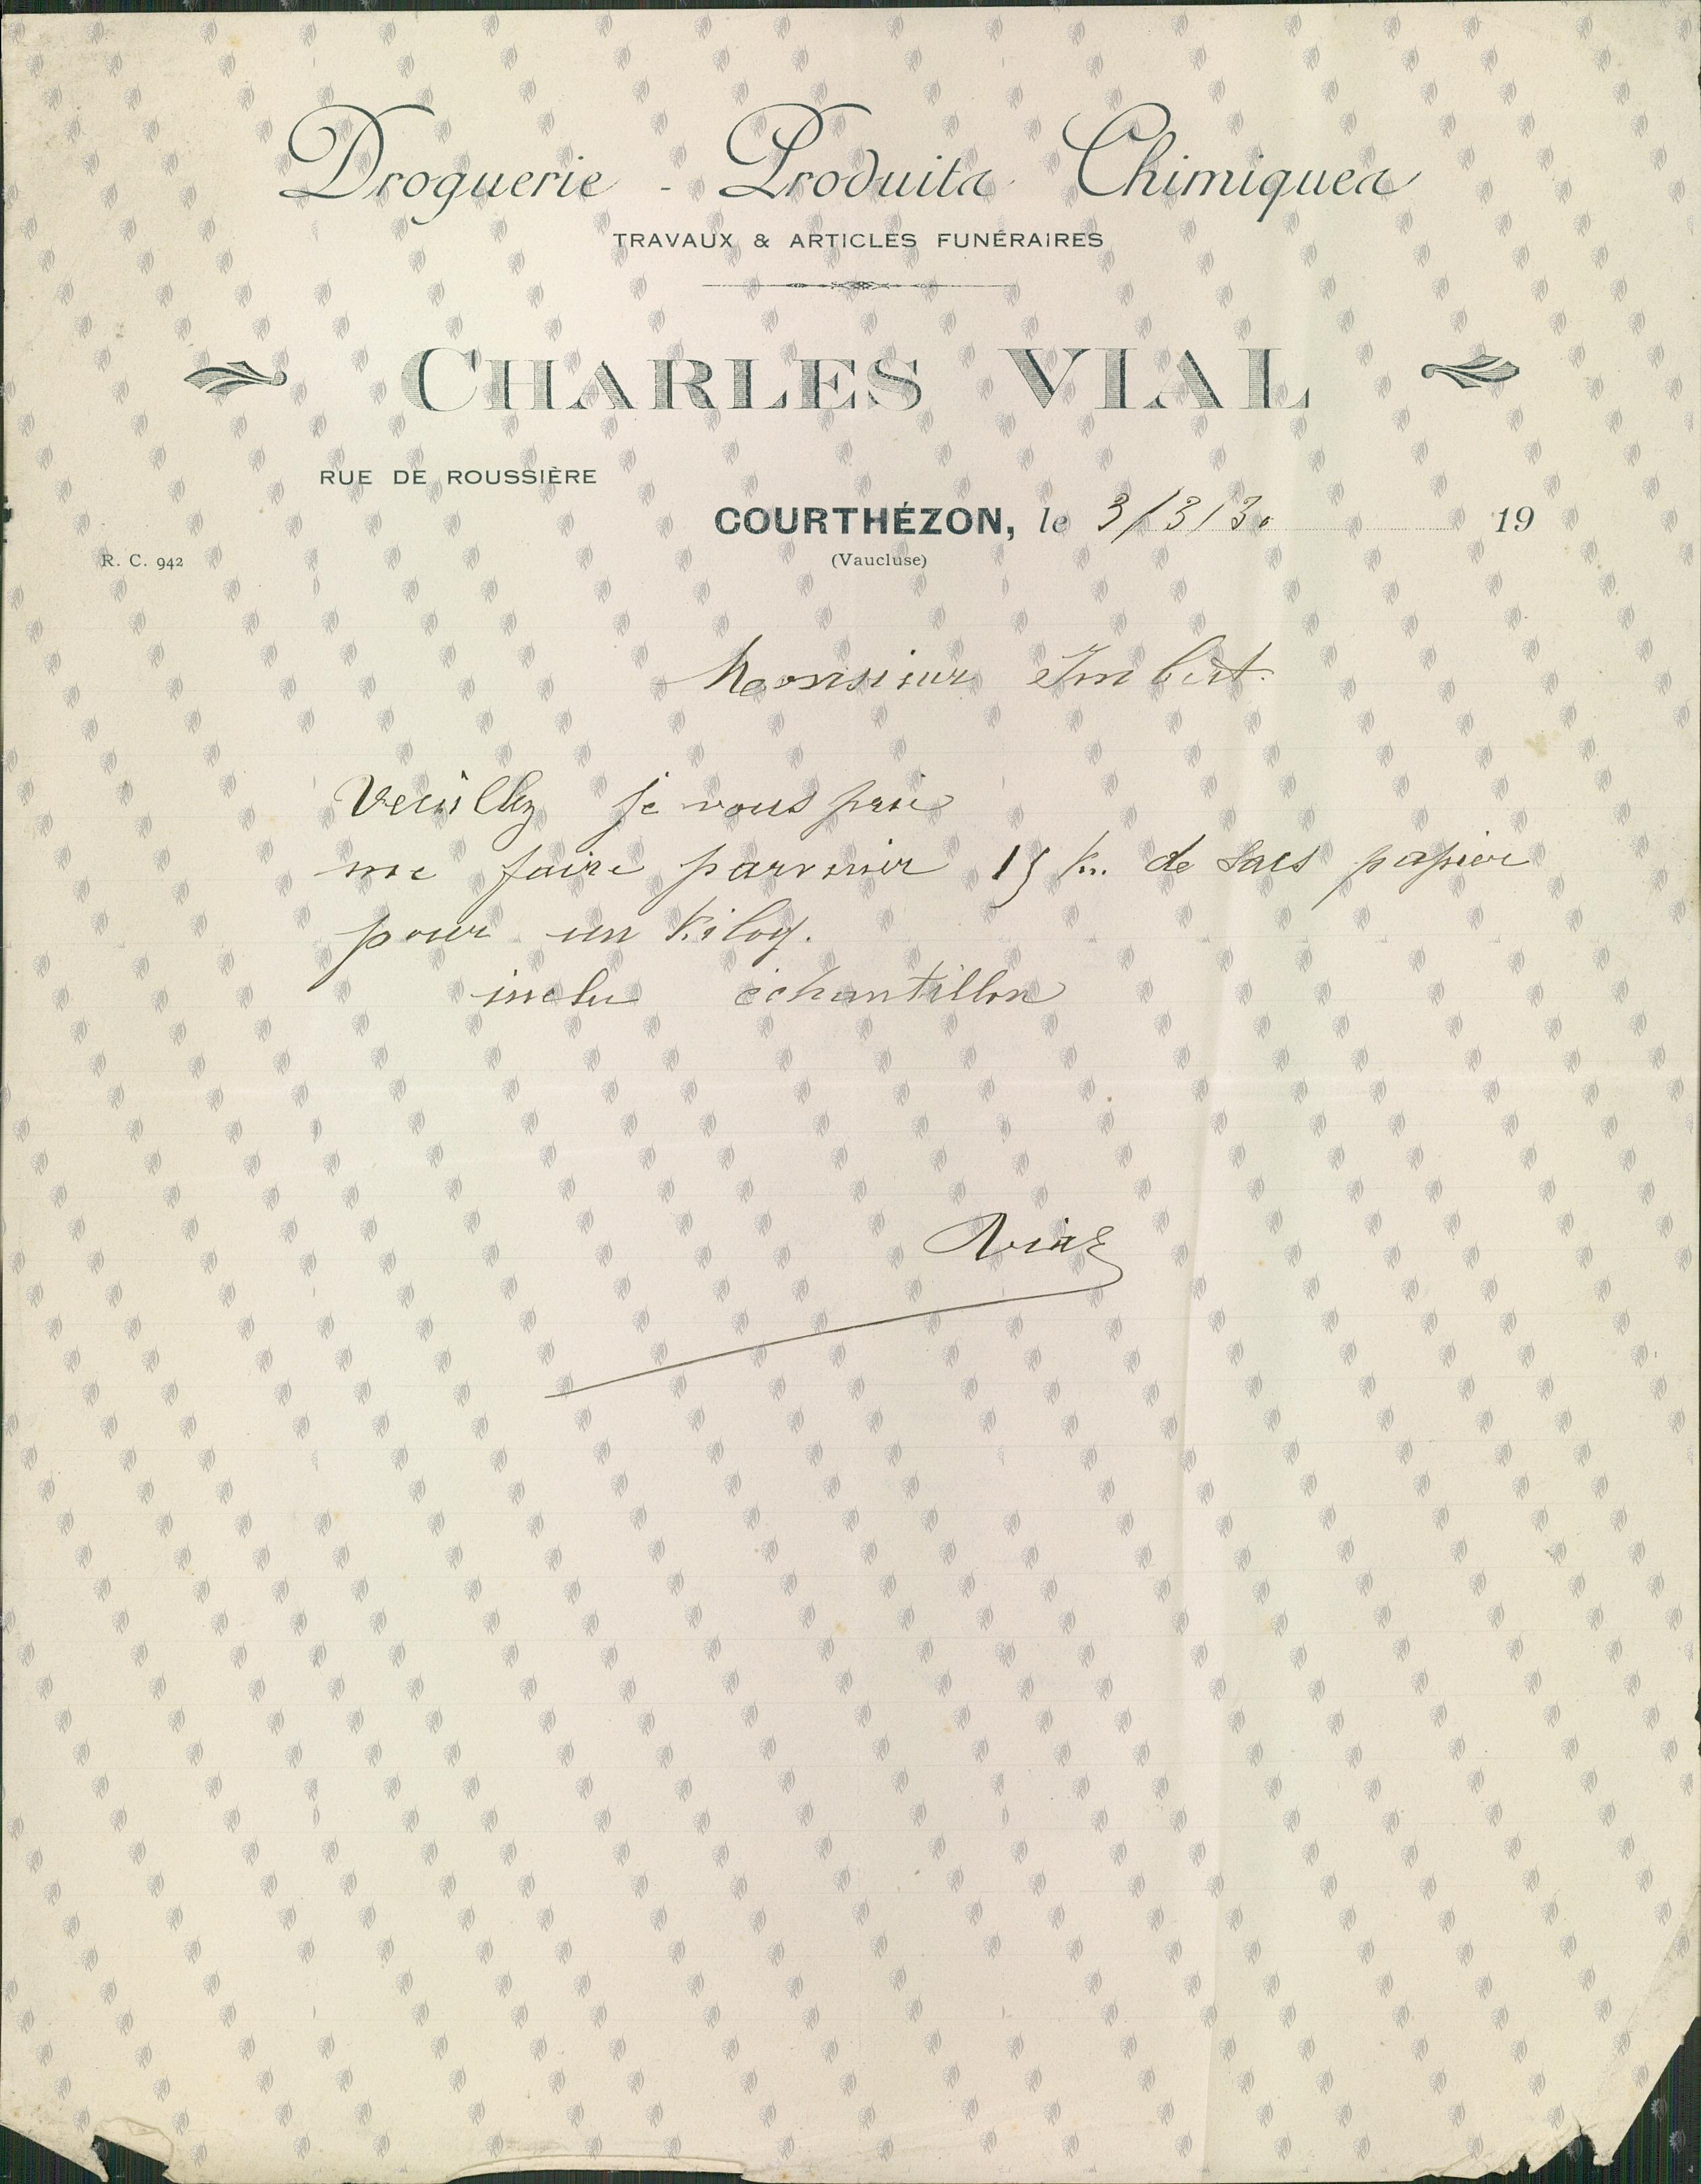 Droguerie - Produits Chimiques
TRAVAUX & ARTICLES FUNÉRAIRES
CHARLES VIAL
RUE DE ROUSSIÈRE
COURTHÉZON, le 3/3/30 19
(Vaucluse)
R. C. 942
Monsieur Imbert.
Veuillez je vous prie
me faire parvenir 15 k. de sacs papier
pour un Kilog.
inclu échantillon
Vial